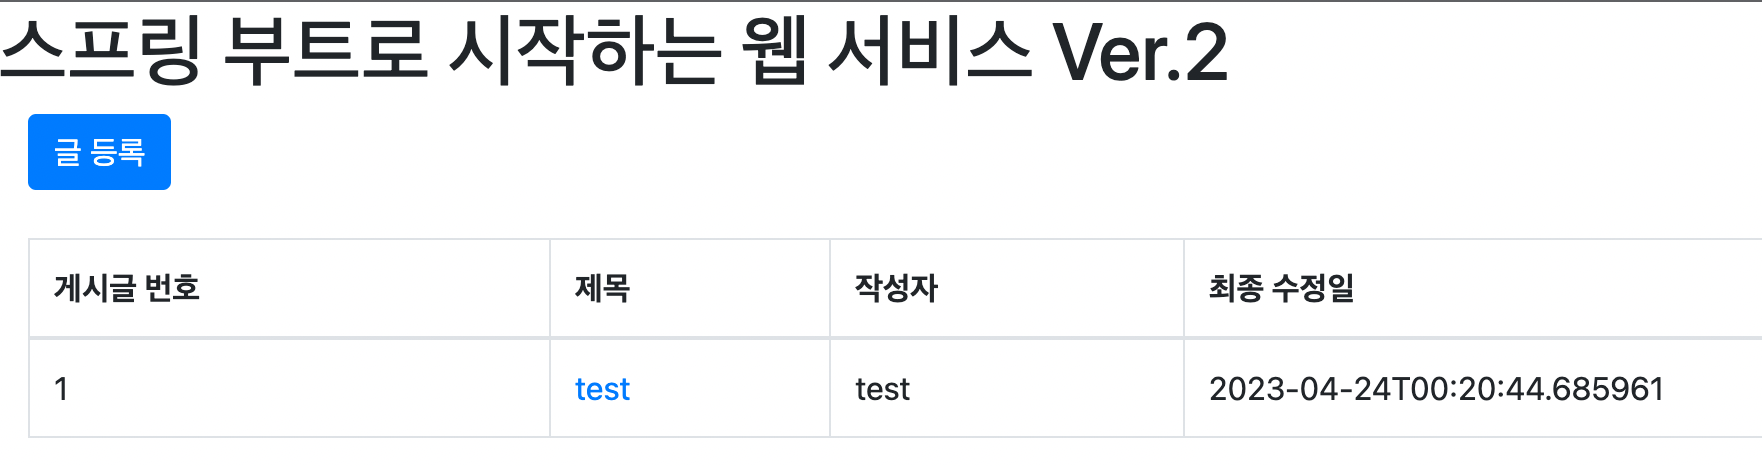 스프링 부트로 시작하는 웹 서비스 Ver.2
글 등록
게시글 번호 제목 작성자 최종 수정일
1 test test 2023-04-24T00:20:44.685961